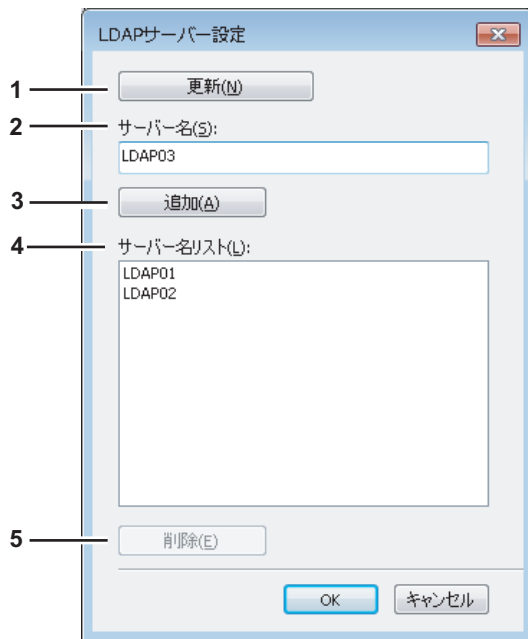 LDAPサーバー設定
1
更新(N)
2
サーバー名(S):
LDAP03
3
追加(A)
4
サーバー名リスト(L):
LDAP01
LDAP02
5
削除(E)
OK
キャンセル